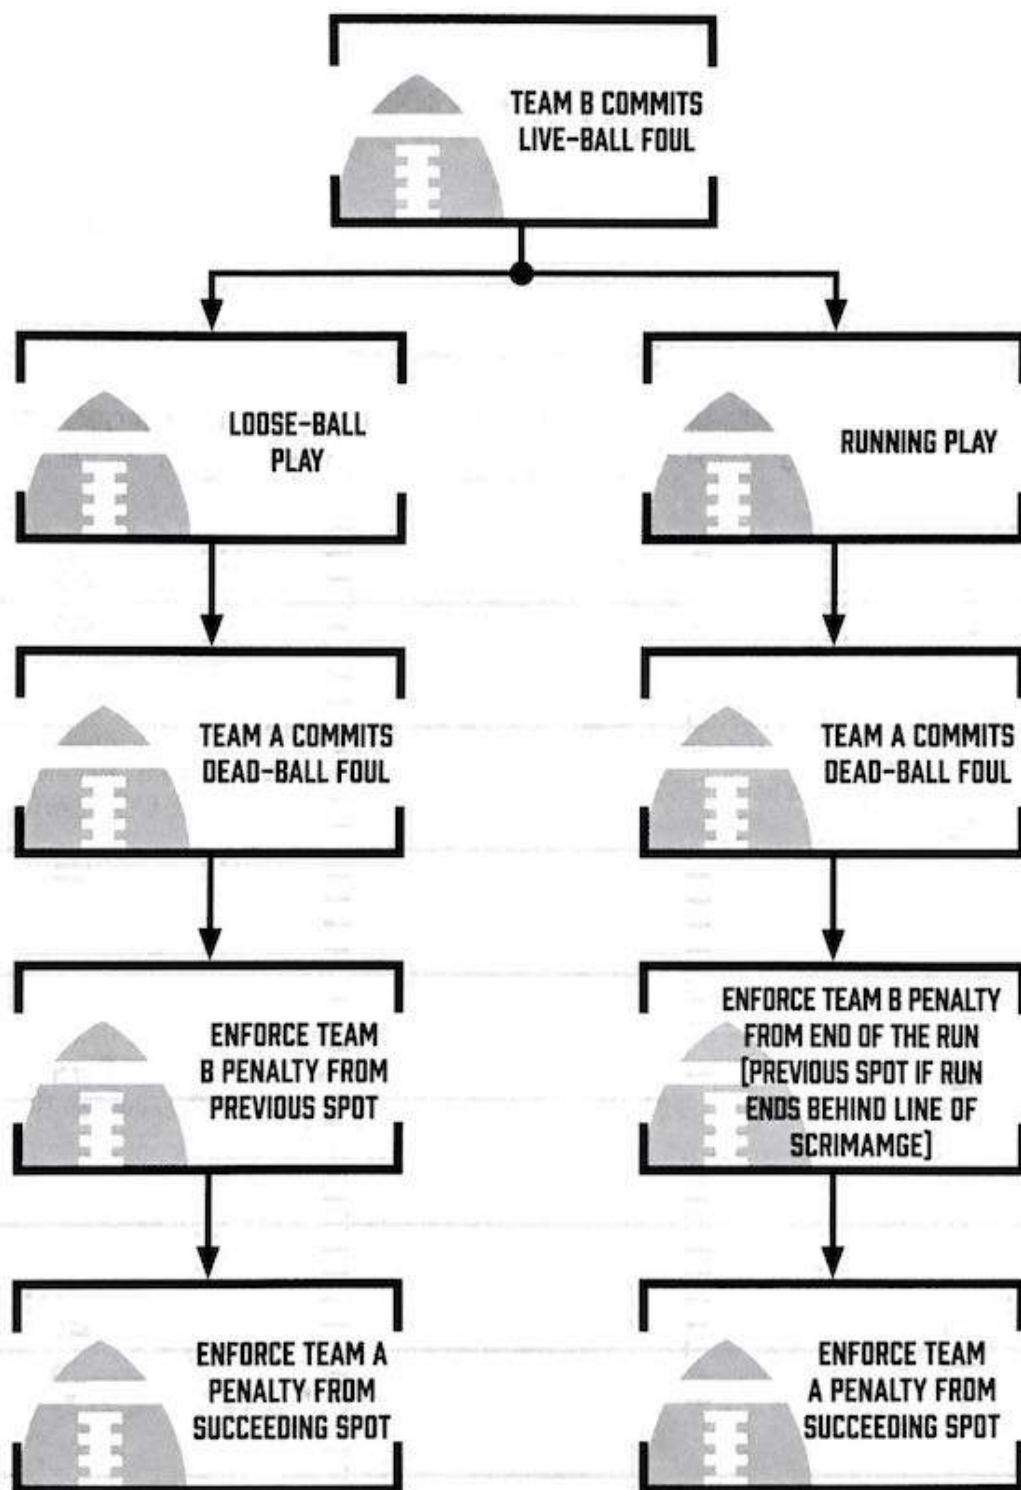 TEAM B COMMITS
LIVE-BALL FOUL
LOOSE-BALL
PLAY
RUNNING PLAY
TEAM A COMMITS
DEAD-BALL FOUL
TEAM A COMMITS
DEAD-BALL FOUL
ENFORCE TEAM
B PENALTY FROM
PREVIOUS SPOT
ENFORCE TEAM B PENALTY
FROM END OF THE RUN
[PREVIOUS SPOT IF RUN
ENDS BEHIND LINE OF
SCRIMAMGE]
ENFORCE TEAM A
PENALTY FROM
SUCCEEDING SPOT
ENFORCE TEAM
A PENALTY FROM
SUCCEEDING SPOT